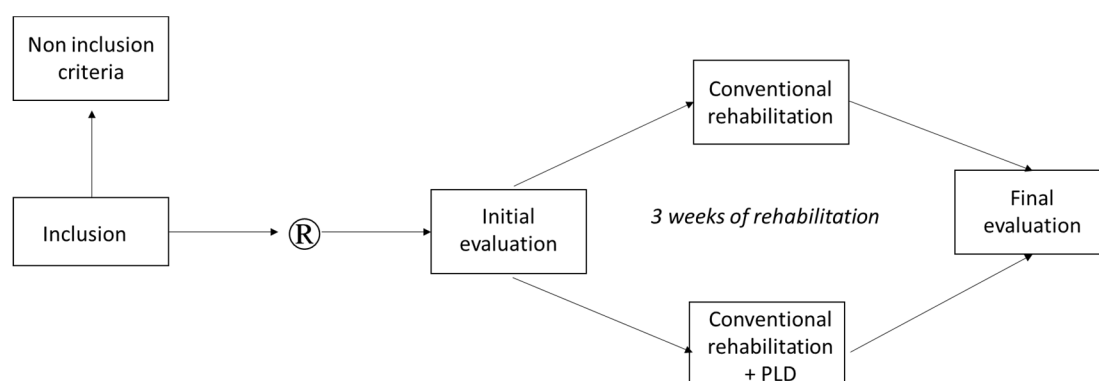 Non inclusion
criteria
Inclusion
®
Initial
evaluation
Conventional
rehabilitation
3 weeks of rehabilitation
Conventional
rehabilitation
+ PLD
Final
evaluation